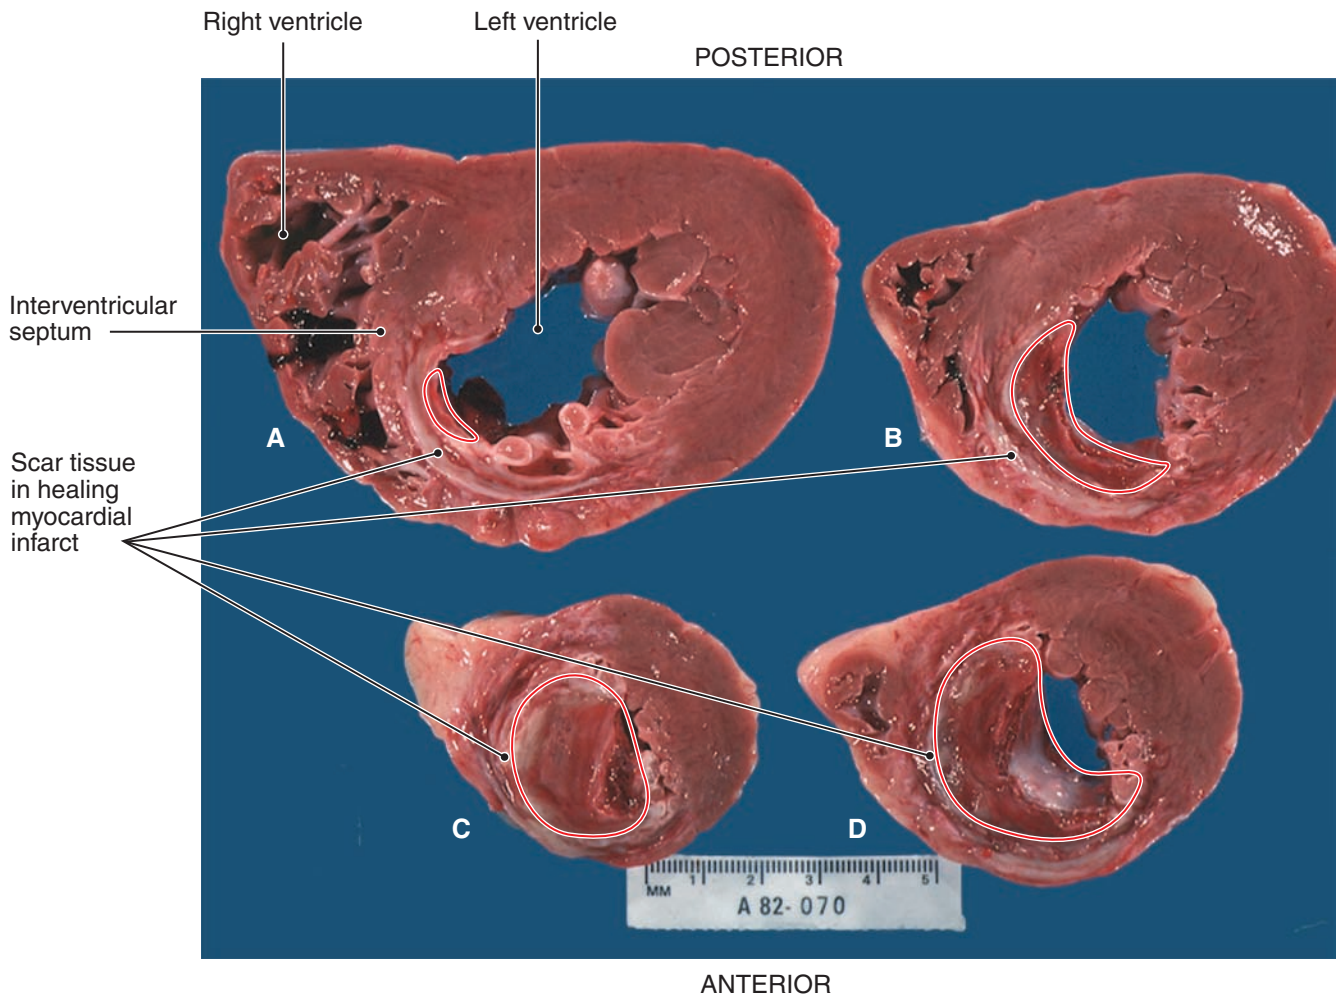 Right ventricle
Left ventricle
POSTERIOR
Interventricular
septum
A
B
Scar tissue
in healing
myocardial
infarct
C
D
1 2 3 4 5
MM
A 82-070
ANTERIOR